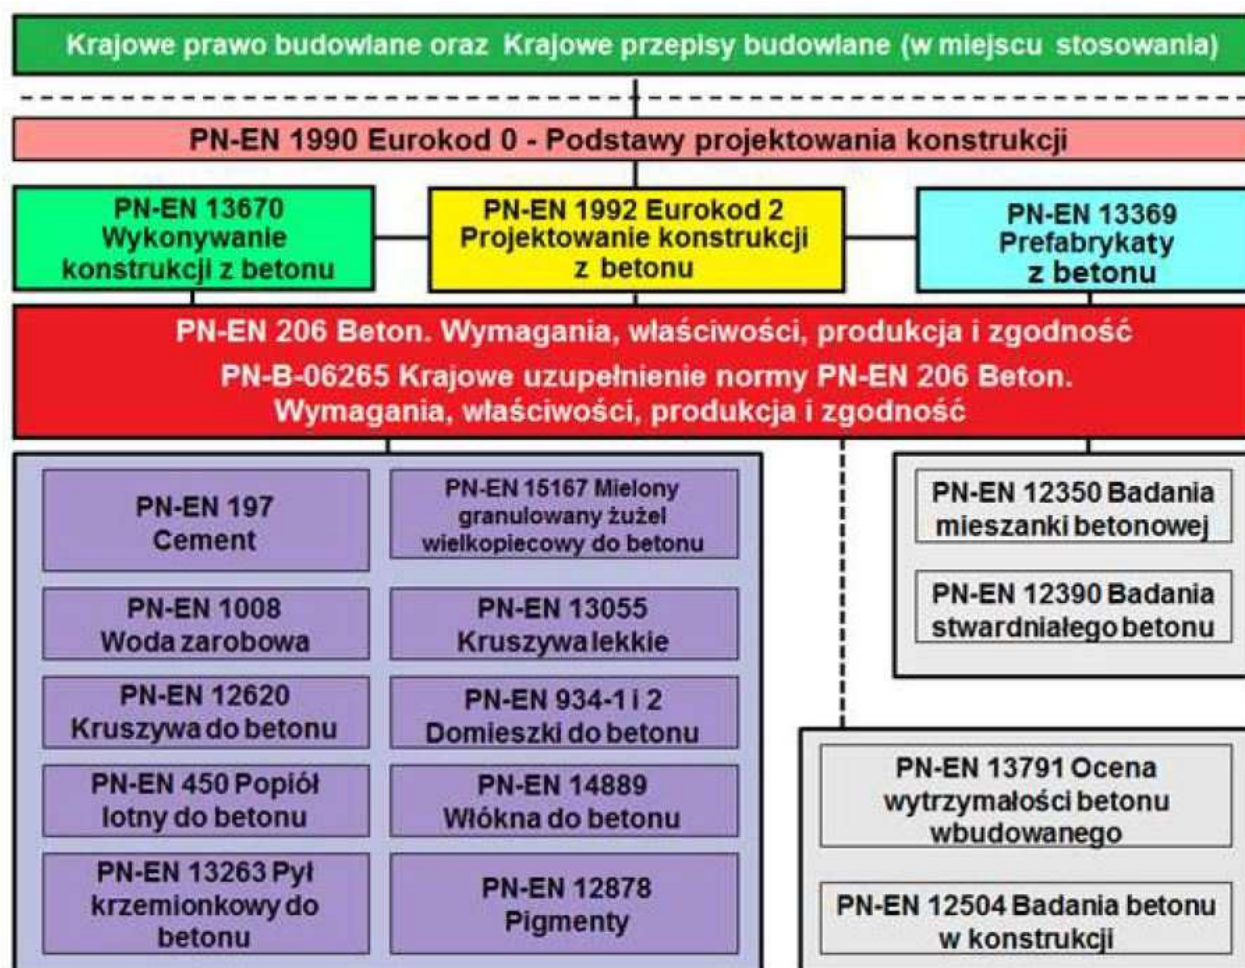 Krajowe prawo budowlane oraz Krajowe przepisy budowlane (w miejscu stosowania)
PN-EN 1990 Eurokod 0 - Podstawy projektowania konstrukcji
PN-EN 13670
Wykonywanie
konstrukcji z betonu
PN-EN 1992 Eurokod 2
Projektowanie konstrukcji
z betonu
PN-EN 13369
Prefabrykaty
z betonu
PN-EN 206 Beton. Wymagania, właściwości, produkcja i zgodność
PN-B-06265 Krajowe uzupełnienie normy PN-EN 206 Beton.
Wymagania, właściwości, produkcja i zgodność
PN-EN 197
Cement
PN-EN 15167 Mielony
granulowany żużel
wielkopiecowy do betonu
PN-EN 1008
Woda zarobowa
PN-EN 13055
Kruszywa lekkie
PN-EN 12620
Kruszywa do betonu
PN-EN 934-1 i 2
Domieszki do betonu
PN-EN 450 Popiół
lotny do betonu
PN-EN 14889
Włókna do betonu
PN-EN 13263 Pył
krzemionkowy do
betonu
PN-EN 12878
Pigmenty
PN-EN 12350 Badania
mieszanki betonowej
PN-EN 12390 Badania
stwardniałego betonu
PN-EN 13791 Ocena
wytrzymałości betonu
wbudowanego
PN-EN 12504 Badania betonu
w konstrukcji